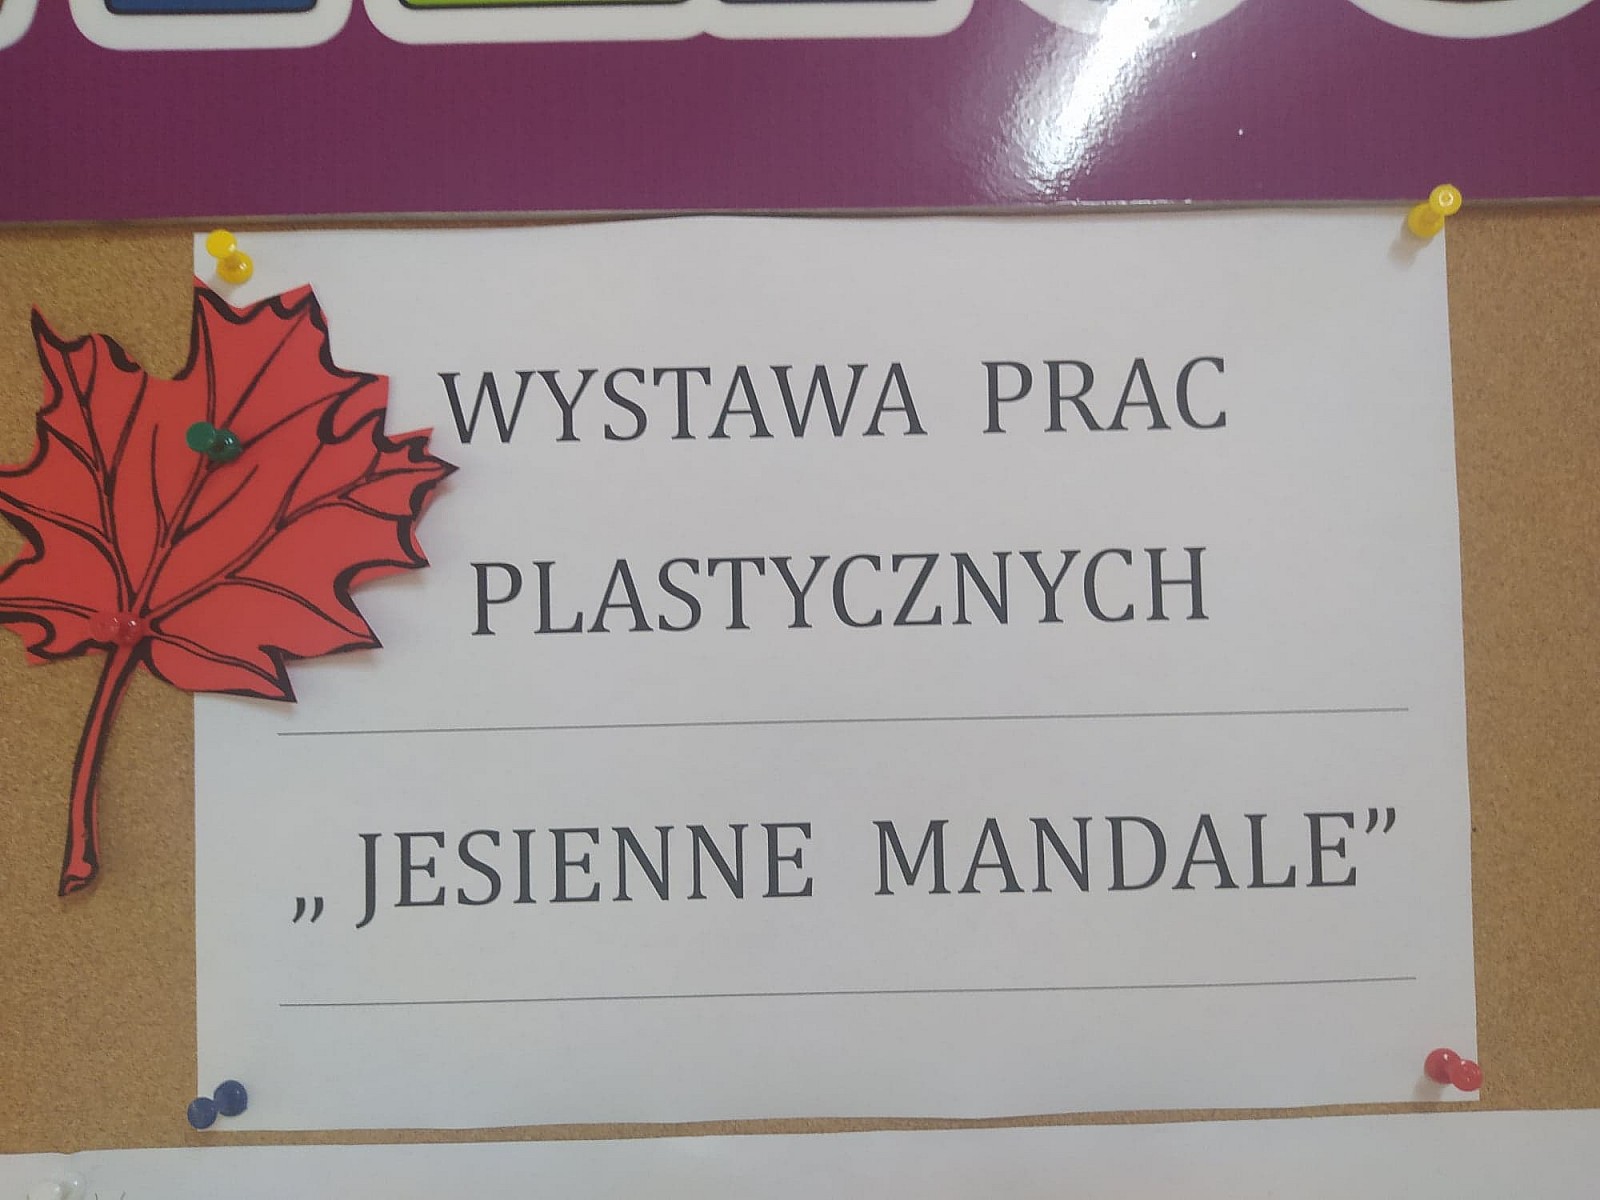 WYSTAWA PRAC
PLASTYCZNYCH
„ JESIENNE MANDALE”